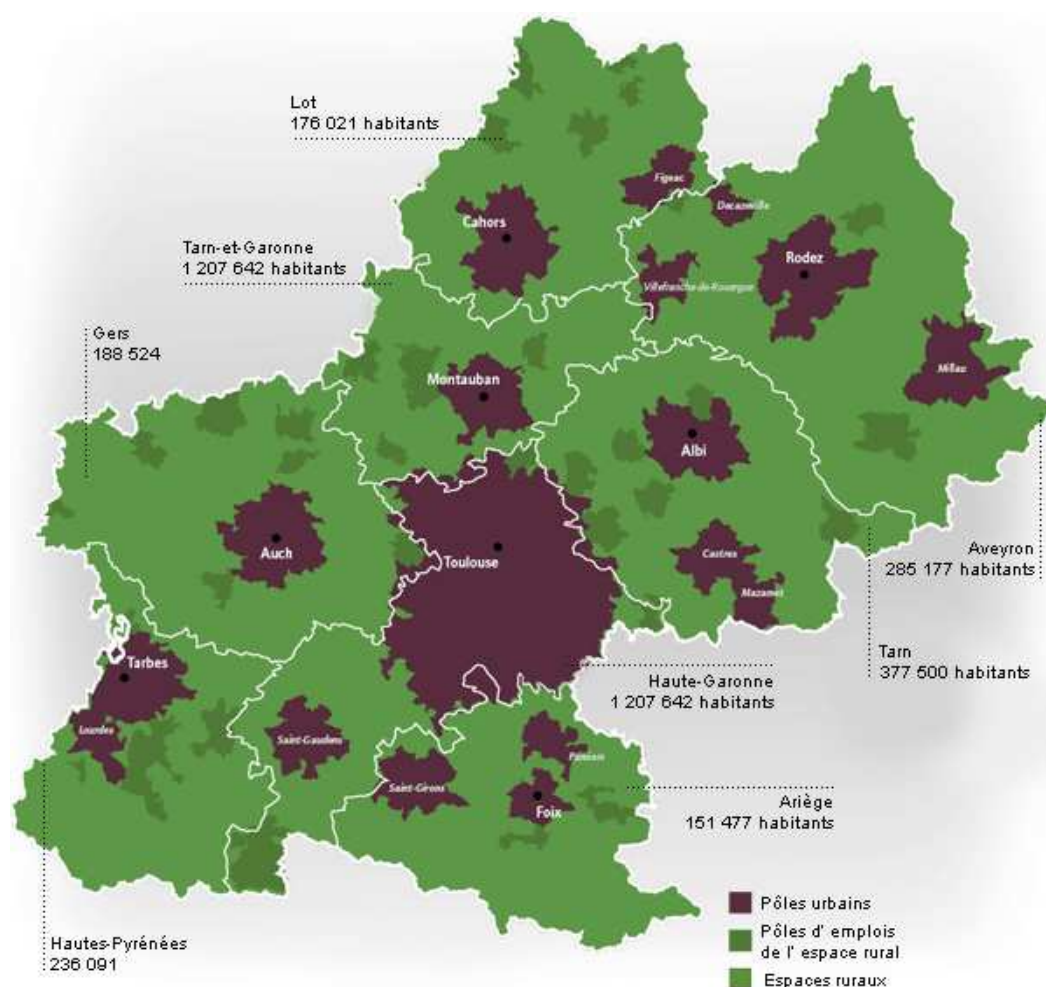 Lot
176 021 habitants
Figeac
Decazeville
Cahors
Tarn-et-Garonne
1 207 642 habitants
Rodez
Villefranche-de-Rouergue
Gers
188 524
Millau
Montauban
Albi
Auch
Toulouse
Castres
Mazamet
Aveyron
285 177 habitants
Tarn
377 500 habitants
Tarbes
Haute-Garonne
1 207 642 habitants
Lourdes
Saint-Gaudens
Pamiers
Saint-Girons
Foix
Ariège
151 477 habitants
Hautes-Pyrénées
236 091
Pôles urbains
Pôles d' emplois
de l' espace rural
Espaces ruraux